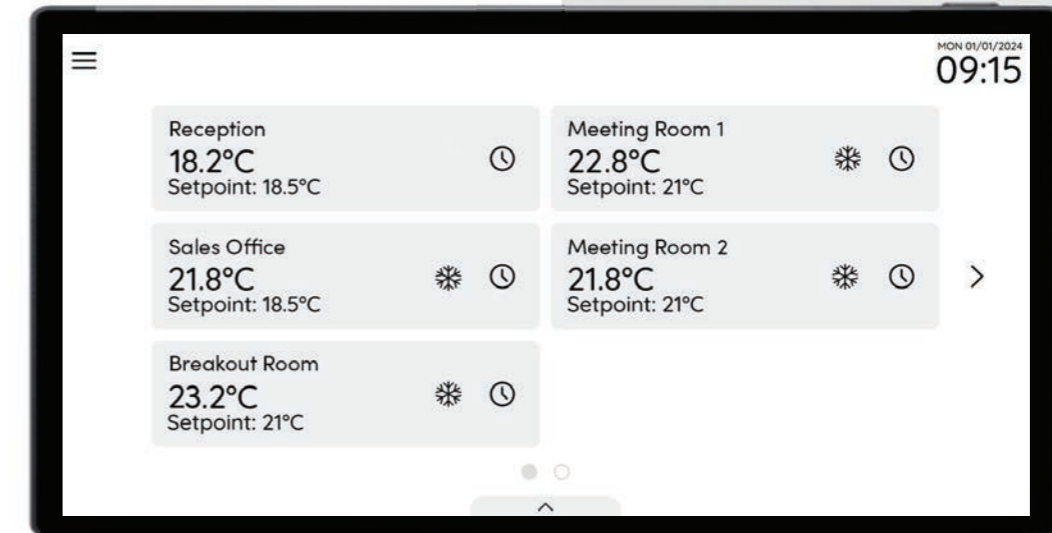 MON 01/01/2024
09:15
Reception
18.2°C
Setpoint: 18.5°C
Meeting Room 1
22.8°C
Setpoint: 21°C
Sales Office
21.8°C
Setpoint: 18.5°C
Meeting Room 2
21.8°C
Setpoint: 21°C
Breakout Room
23.2°C
Setpoint: 21°C